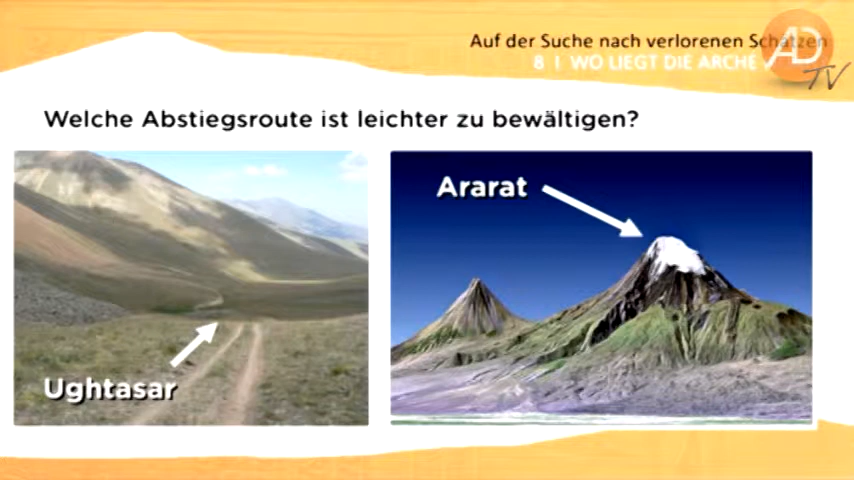 Auf der Suche nach verlorenen Schätzen
8 | WO LIEGT DIE ARCHE
AD
TV
Welche Abstiegsroute ist leichter zu bewältigen?
Ararat
Ughtasar